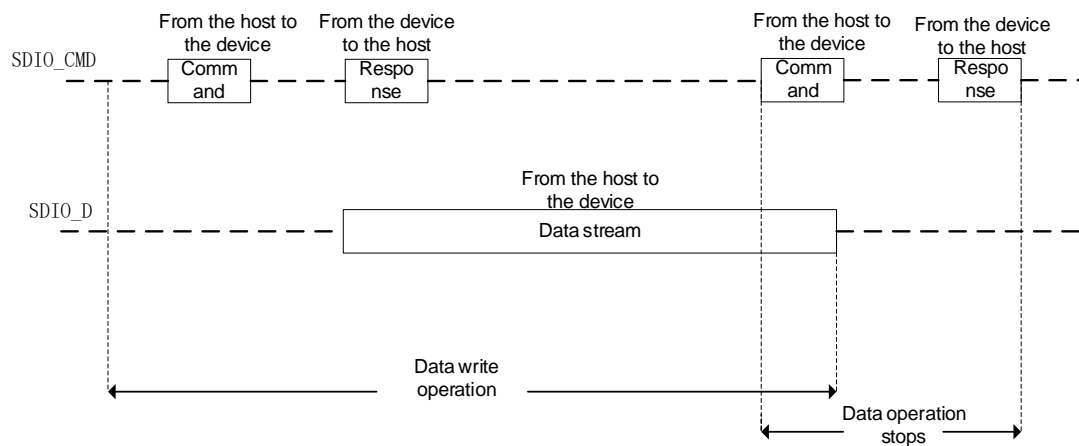 From the host to
the device
From the device
to the host
From the host to
the device
From the device
to the host
SDIO_CMD
Comm
and
Respo
nse
Comm
and
Respo
nse
From the host to
the device
SDIO_D
Data stream
Data write
operation
Data operation
stops